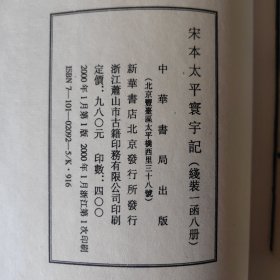 宋本太平寰宇記（綫裝一函八册）
中華書局出版
（北京豐臺區太平橋西里三十八號）
新華書店北京發行所發行
浙江蕭山市古籍印務有限公司印刷
定價：九八〇元　印數：四〇〇
2000年1月第1版　2000年1月浙江第1次印刷
ISBN 7—101—02392—5/K·916